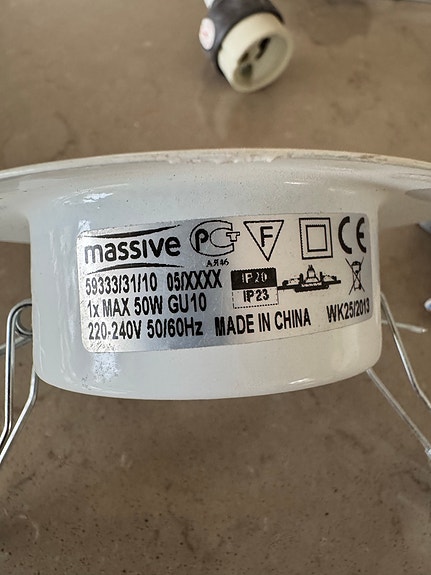 massive PCT F CE
АЯ46
59333/31/10 05/XXXX IP20
1x MAX 50W GU10 IP23
220-240V 50/60Hz MADE IN CHINA WK25/2013